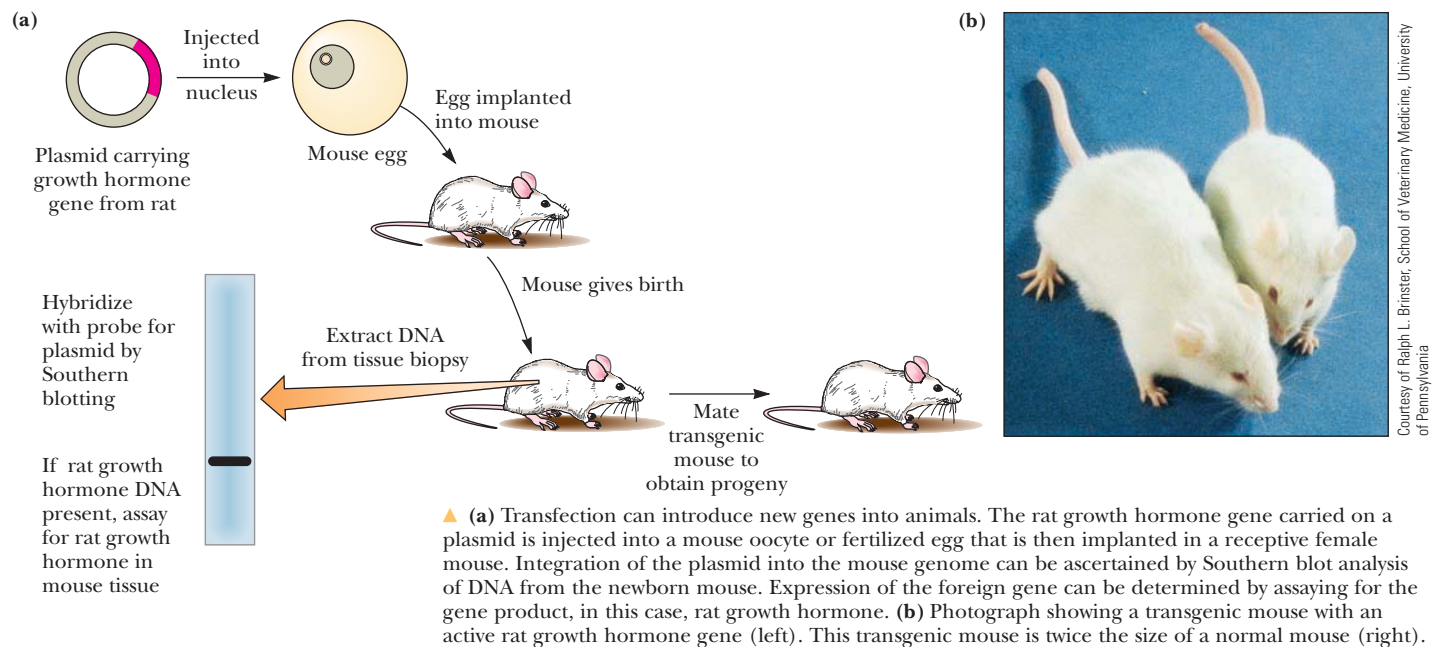 (a)
Injected
into
nucleus
Plasmid carrying
growth hormone
gene from rat
Mouse egg
Egg implanted
into mouse
Mouse gives birth
Extract DNA
from tissue biopsy
Hybridize
with probe for
plasmid by
Southern
blotting
If rat growth
hormone DNA
present, assay
for rat growth
hormone in
mouse tissue
Mate
transgenic
mouse to
obtain progeny
(b)
Courtesy of Ralph L. Brinster, School of Veterinary Medicine, University
of Pennsylvania
(a) Transfection can introduce new genes into animals. The rat growth hormone gene carried on a
plasmid is injected into a mouse oocyte or fertilized egg that is then implanted in a receptive female
mouse. Integration of the plasmid into the mouse genome can be ascertained by Southern blot analysis
of DNA from the newborn mouse. Expression of the foreign gene can be determined by assaying for the
gene product, in this case, rat growth hormone. (b) Photograph showing a transgenic mouse with an
active rat growth hormone gene (left). This transgenic mouse is twice the size of a normal mouse (right).